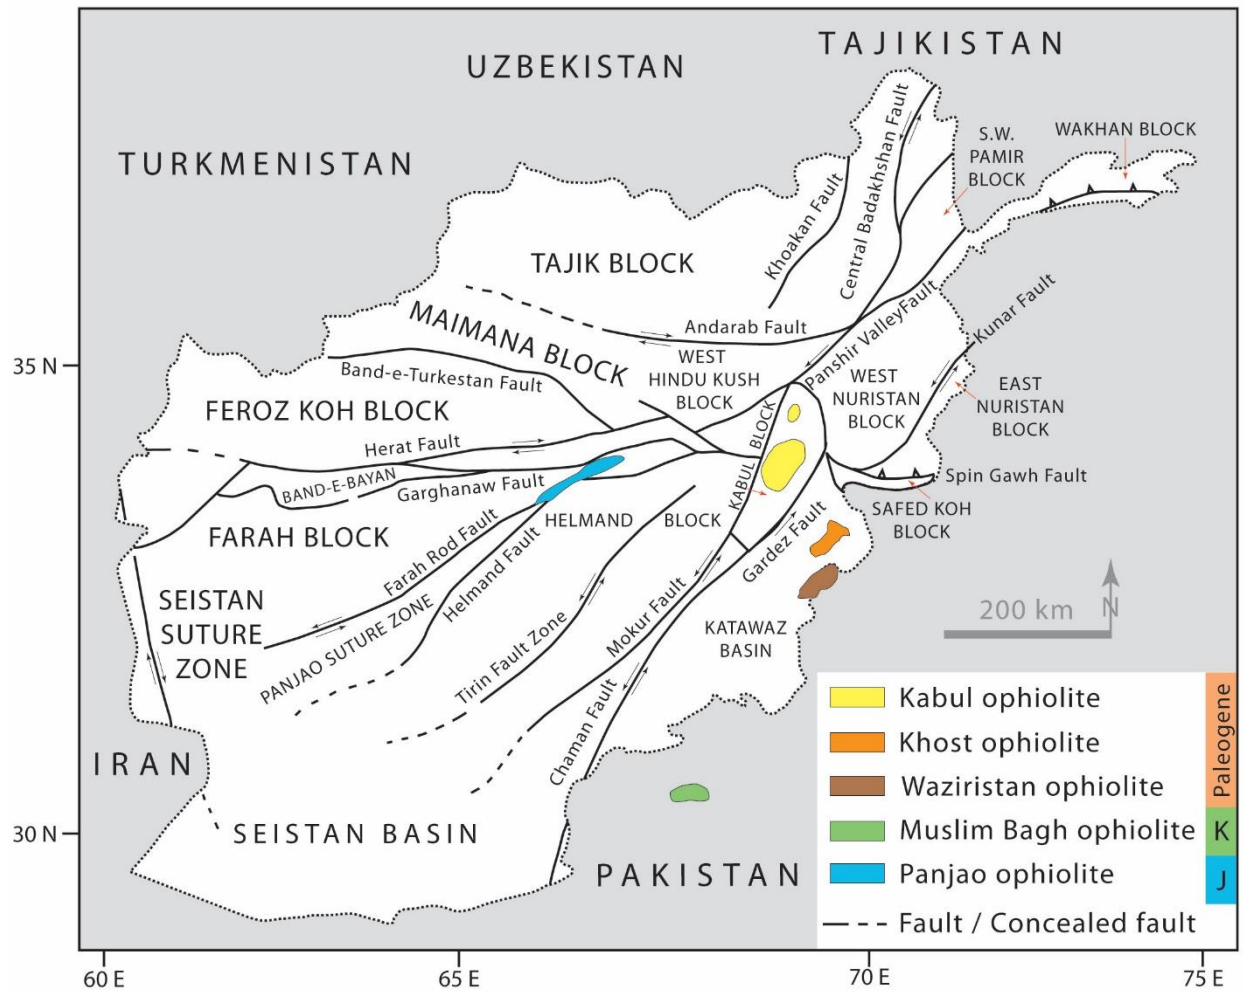 TAJIKISTAN
UZBEKISTAN
TURKMENISTAN
S.W.
PAMIR
BLOCK
WAKHAN BLOCK
Central Badakhshan Fault
Khoakan Fault
TAJIK BLOCK
MAIMANA BLOCK
Andarab Fault
Panshir ValleyFault
Kunar Fault
35 N
Band-e-Turkestan Fault
WEST
HINDU KUSH
BLOCK
WEST
NURISTAN
BLOCK
EAST
NURISTAN
BLOCK
FEROZ KOH BLOCK
Herat Fault
KABUL BLOCK
BAND-E-BAYAN
Garghanaw Fault
Spin Gawh Fault
SAFED KOH
BLOCK
FARAH BLOCK
Farah Rod Fault
HELMAND BLOCK
Helmand Fault
Gardez Fault
SEISTAN
SUTURE
ZONE
PANJAO SUTURE ZONE
Tirin Fault Zone
Mokur Fault
KATAWAZ
BASIN
200 km
N
Chaman Fault
IRAN
30 N
SEISTAN BASIN
PAKISTAN
Kabul ophiolite
Khost ophiolite
Waziristan ophiolite
Paleogene
Muslim Bagh ophiolite
K
Panjao ophiolite
J
Fault / Concealed fault
60 E
65 E
70 E
75 E